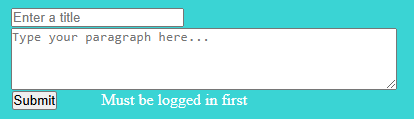 Enter a title
Type your paragraph here...
Submit Must be logged in first